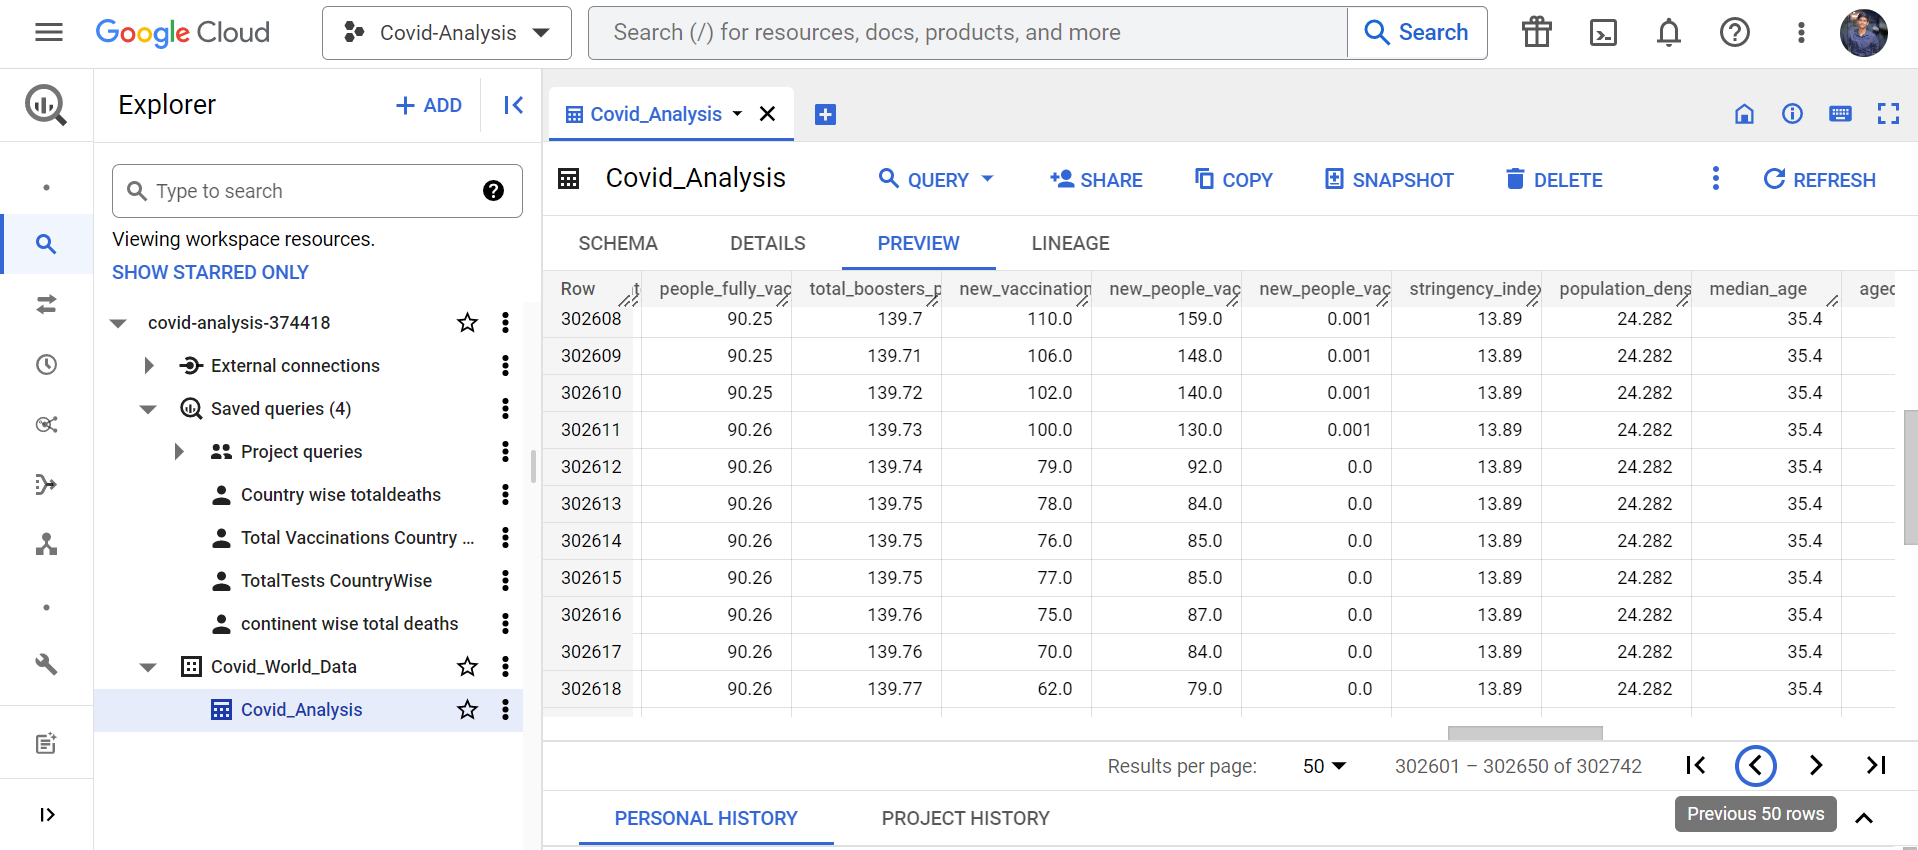 Google Cloud
Covid-Analysis
Search (/) for resources, docs, products, and more
Search
Explorer
ADD
Covid_Analysis
Type to search
Viewing workspace resources.
SHOW STARRED ONLY
covid-analysis-374418
External connections
Saved queries (4)
Project queries
Country wise totaldeaths
Total Vaccinations Country ...
TotalTests CountryWise
continent wise total deaths
Covid_World_Data
Covid_Analysis
Covid_Analysis
QUERY SHARE COPY SNAPSHOT DELETE REFRESH
SCHEMA DETAILS PREVIEW LINEAGE
Row people_fully_vac total_boosters_p new_vaccination new_people_vac new_people_vac stringency_index population_dens median_age aged
302608 90.25 139.7 110.0 159.0 0.001 13.89 24.282 35.4
302609 90.25 139.71 106.0 148.0 0.001 13.89 24.282 35.4
302610 90.25 139.72 102.0 140.0 0.001 13.89 24.282 35.4
302611 90.26 139.73 100.0 130.0 0.001 13.89 24.282 35.4
302612 90.26 139.74 79.0 92.0 0.0 13.89 24.282 35.4
302613 90.26 139.75 78.0 84.0 0.0 13.89 24.282 35.4
302614 90.26 139.75 76.0 85.0 0.0 13.89 24.282 35.4
302615 90.26 139.75 77.0 85.0 0.0 13.89 24.282 35.4
302616 90.26 139.76 75.0 87.0 0.0 13.89 24.282 35.4
302617 90.26 139.76 70.0 84.0 0.0 13.89 24.282 35.4
302618 90.26 139.77 62.0 79.0 0.0 13.89 24.282 35.4
Results per page: 50 302601 – 302650 of 302742
Previous 50 rows
PERSONAL HISTORY PROJECT HISTORY